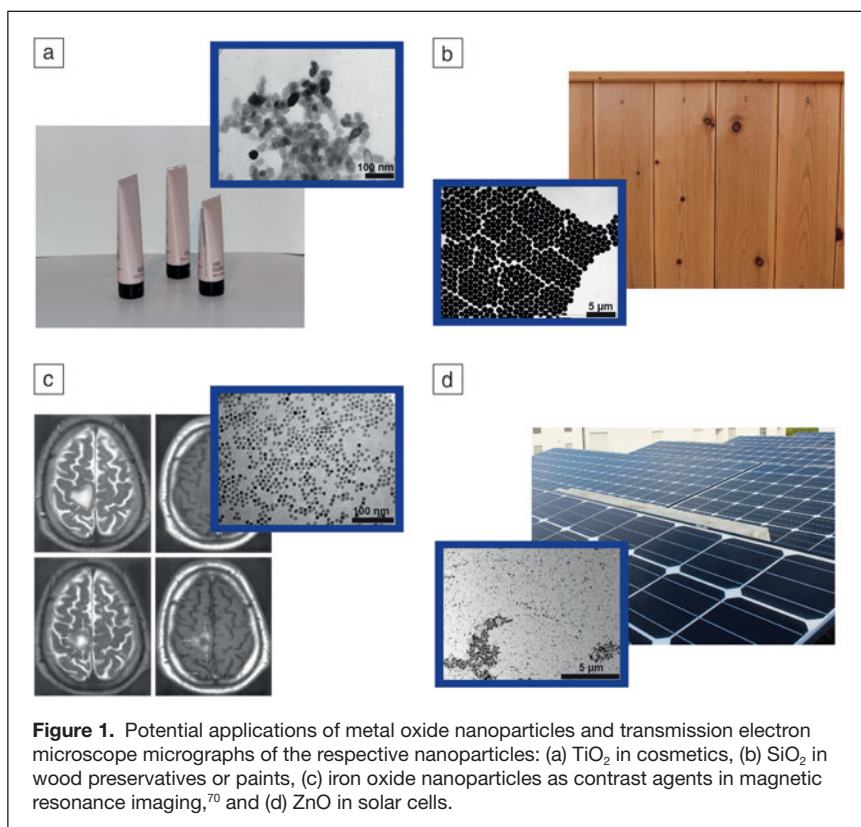 a
100 nm
b
5 µm
c
100 nm
d
5 µm
Figure 1. Potential applications of metal oxide nanoparticles and transmission electron
microscope micrographs of the respective nanoparticles: (a) TiO₂ in cosmetics, (b) SiO₂ in
wood preservatives or paints, (c) iron oxide nanoparticles as contrast agents in magnetic
resonance imaging,⁷⁰ and (d) ZnO in solar cells.